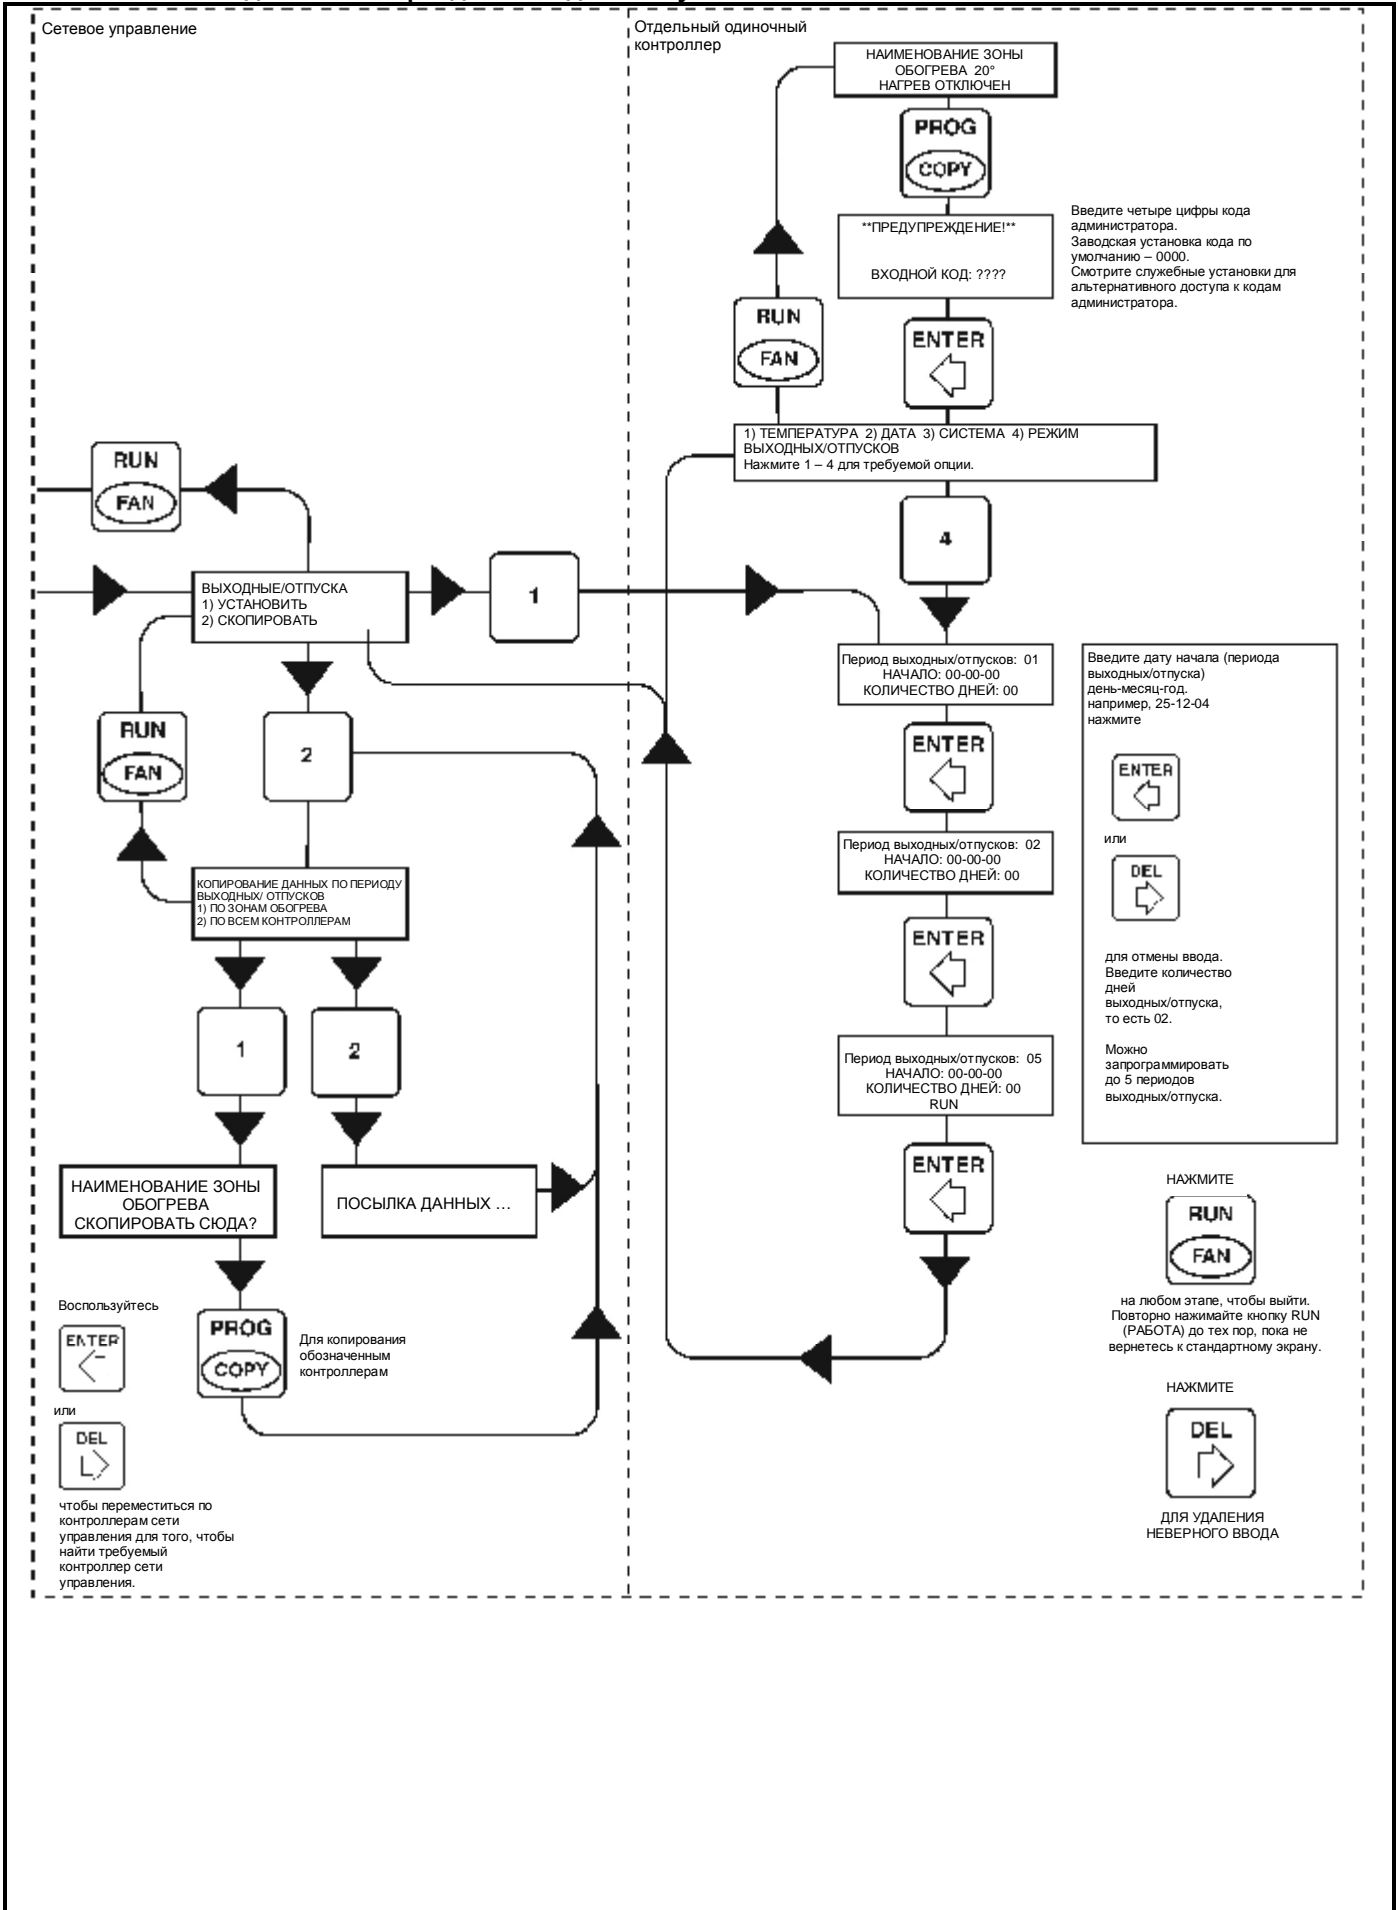 Сетевое управление
Отдельный одиночный
контроллер
НАИМЕНОВАНИЕ ЗОНЫ
ОБОГРЕВА 20°
НАГРЕВ ОТКЛЮЧЕН
PROG
COPY
**ПРЕДУПРЕЖДЕНИЕ!**
ВХОДНОЙ КОД: ????
Введите четыре цифры кода
администратора.
Заводская установка кода по
умолчанию – 0000.
Смотрите служебные установки для
альтернативного доступа к кодам
администратора.
RUN
FAN
ENTER
1) ТЕМПЕРАТУРА 2) ДАТА 3) СИСТЕМА 4) РЕЖИМ
ВЫХОДНЫХ/ОТПУСКОВ
Нажмите 1 – 4 для требуемой опции.
4
RUN
FAN
ВЫХОДНЫЕ/ОТПУСКА
1) УСТАНОВИТЬ
2) СКОПИРОВАТЬ
1
Период выходных/отпусков: 01
НАЧАЛО: 00-00-00
КОЛИЧЕСТВО ДНЕЙ: 00
ENTER
Период выходных/отпусков: 02
НАЧАЛО: 00-00-00
КОЛИЧЕСТВО ДНЕЙ: 00
ENTER
Период выходных/отпусков: 05
НАЧАЛО: 00-00-00
КОЛИЧЕСТВО ДНЕЙ: 00
RUN
ENTER
Введите дату начала (периода
выходных/отпуска)
день-месяц-год.
например, 25-12-04
нажмите
ENTER
или
DEL
для отмены ввода.
Введите количество
дней
выходных/отпуска,
то есть 02.
Можно
запрограммировать
до 5 периодов
выходных/отпуска.
RUN
FAN
2
КОПИРОВАНИЕ ДАННЫХ ПО ПЕРИОДУ
ВЫХОДНЫХ/ ОТПУСКОВ
1) ПО ЗОНАМ ОБОГРЕВА
2) ПО ВСЕМ КОНТРОЛЛЕРАМ
1
2
НАИМЕНОВАНИЕ ЗОНЫ
ОБОГРЕВА
СКОПИРОВАТЬ СЮДА?
ПОСЫЛКА ДАННЫХ …
PROG
COPY
Для копирования
обозначенным
контроллерам
Воспользуйтесь
ENTER
или
DEL
чтобы переместиться по
контроллерам сети
управления для того, чтобы
найти требуемый
контроллер сети
управления.
НАЖМИТЕ
RUN
FAN
на любом этапе, чтобы выйти.
Повторно нажимайте кнопку RUN
(РАБОТА) до тех пор, пока не
вернетесь к стандартному экрану.
НАЖМИТЕ
DEL
ДЛЯ УДАЛЕНИЯ
НЕВЕРНОГО ВВОДА